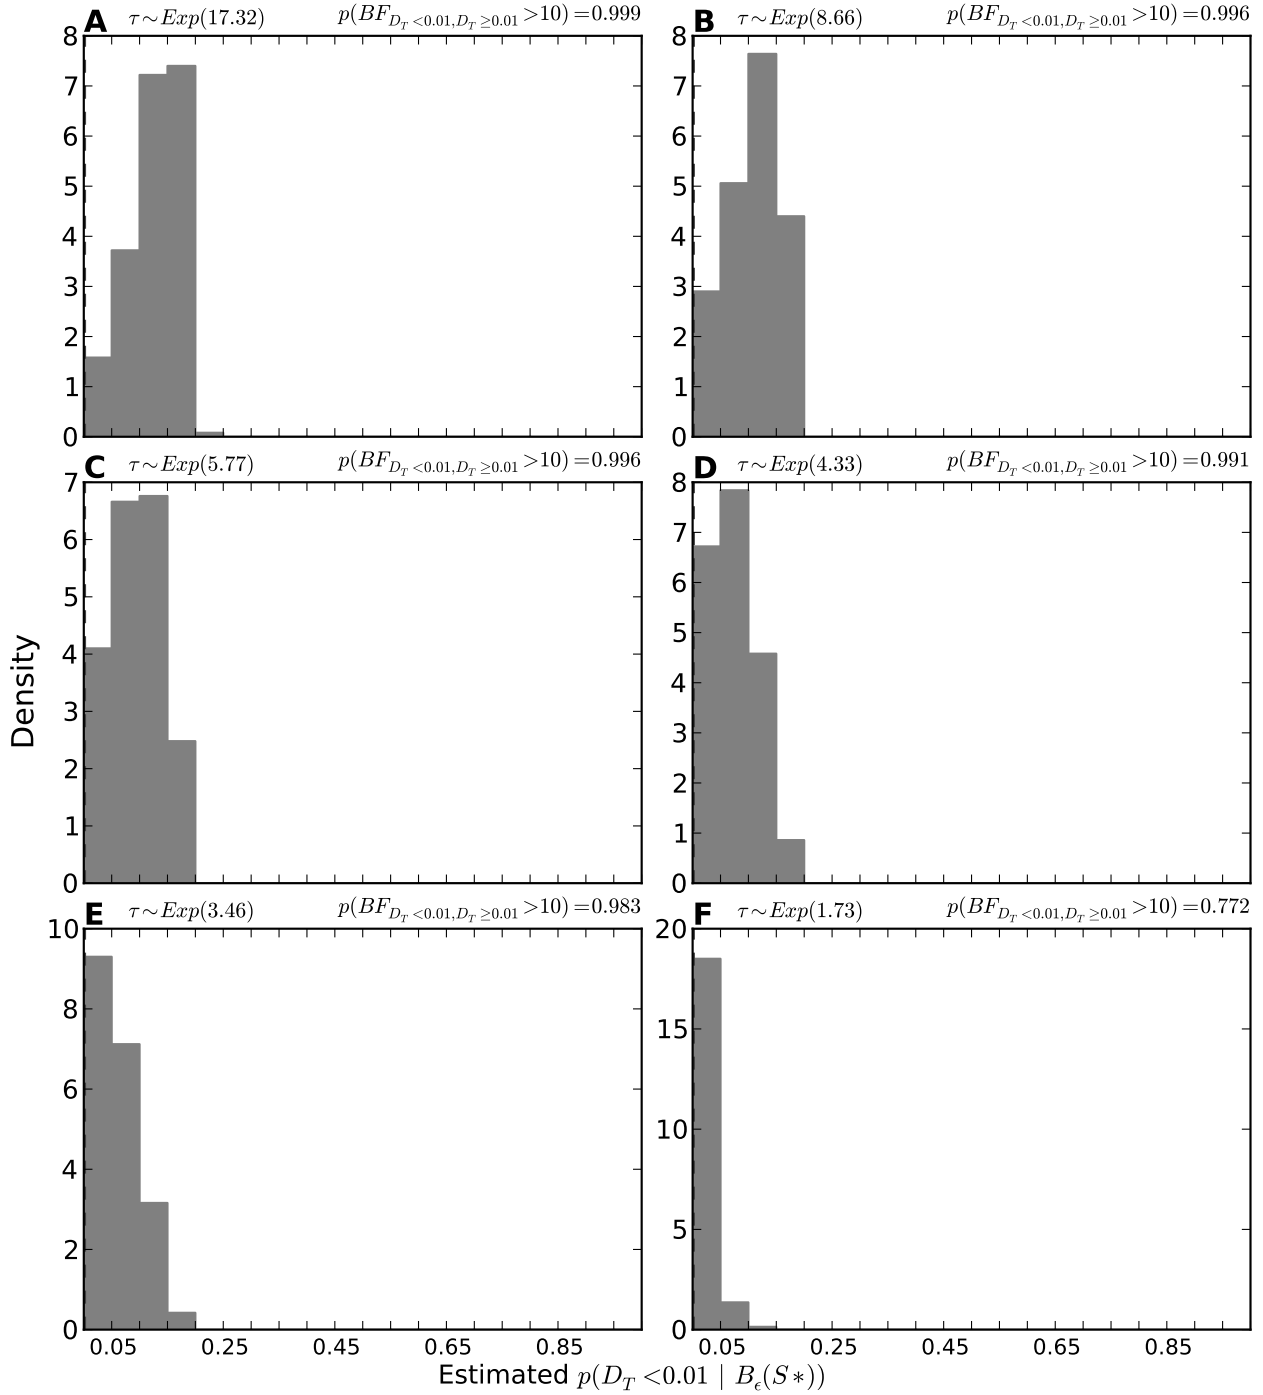 A τ∼Exp(17.32) p(BF_{D_T <0.01,D_T ≥0.01} >10) =0.999
B τ∼Exp(8.66) p(BF_{D_T <0.01,D_T ≥0.01} >10) =0.996
8 7 6 5 4 3 2 1 0
8 7 6 5 4 3 2 1 0
C τ∼Exp(5.77) p(BF_{D_T <0.01,D_T ≥0.01} >10) =0.996
D τ∼Exp(4.33) p(BF_{D_T <0.01,D_T ≥0.01} >10) =0.991
7 6 5 4 3 2 1 0
8 7 6 5 4 3 2 1 0
Density
E τ∼Exp(3.46) p(BF_{D_T <0.01,D_T ≥0.01} >10) =0.983
F τ∼Exp(1.73) p(BF_{D_T <0.01,D_T ≥0.01} >10) =0.772
10 8 6 4 2 0
20 15 10 5 0
0.05 0.25 0.45 0.65 0.85
0.05 0.25 0.45 0.65 0.85
Estimated p(D_T <0.01 | B_ϵ(S∗))